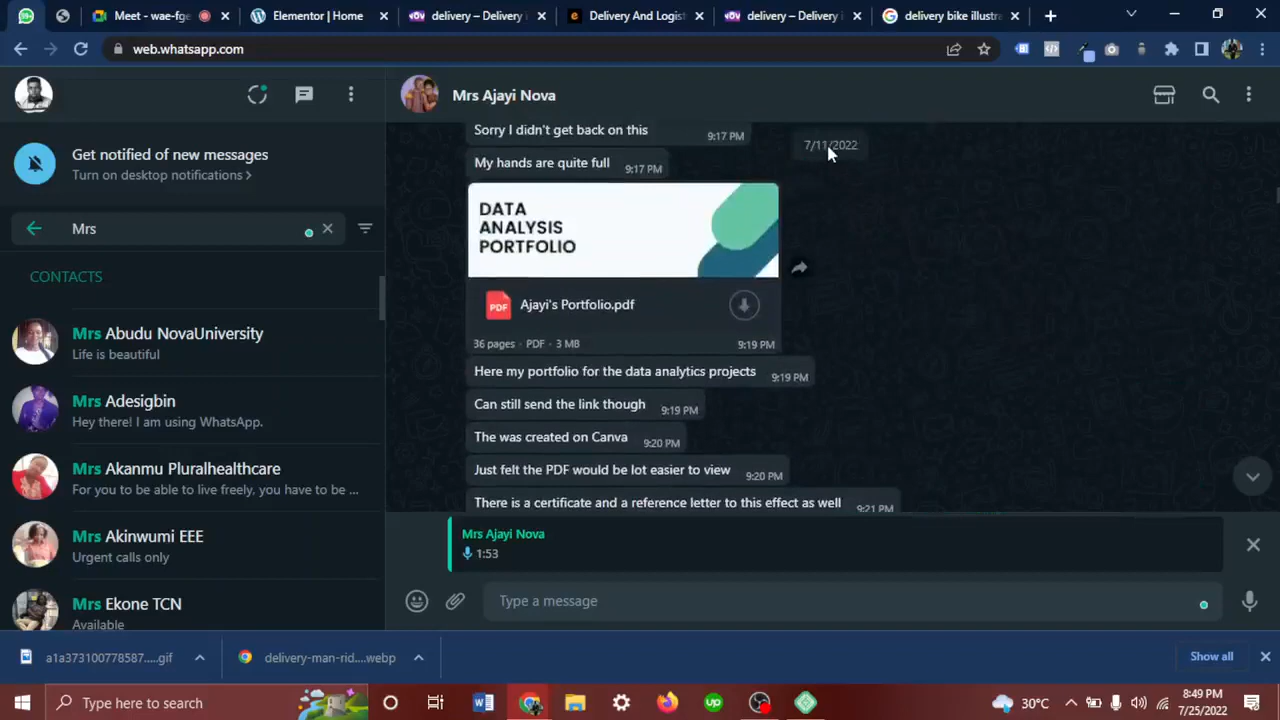 Meet - wae-fge
Elementor | Home
delivery – Delivery i
Delivery And Logist
delivery – Delivery i
delivery bike illustra
web.whatsapp.com
Mrs Ajayi Nova
Get notified of new messages
Turn on desktop notifications >
Mrs
CONTACTS
Mrs Abudu NovaUniversity
Life is beautiful
Mrs Adesigbin
Hey there! I am using WhatsApp.
Mrs Akanmu Pluralhealthcare
For you to be able to live freely, you have to be ...
Mrs Akinwumi EEE
Urgent calls only
Mrs Ekone TCN
Available
Sorry I didn't get back on this 9:17 PM
7/11/2022
My hands are quite full 9:17 PM
DATA
ANALYSIS
PORTFOLIO
PDF Ajayi's Portfolio.pdf
36 pages • PDF • 3 MB 9:19 PM
Here my portfolio for the data analytics projects 9:19 PM
Can still send the link though 9:19 PM
The was created on Canva 9:20 PM
Just felt the PDF would be lot easier to view 9:20 PM
There is a certificate and a reference letter to this effect as well 9:21 PM
Mrs Ajayi Nova
1:53
Type a message
a1a373100778587.....gif
delivery-man-rid....webp
Show all
Type here to search
30°C
8:49 PM
7/25/2022